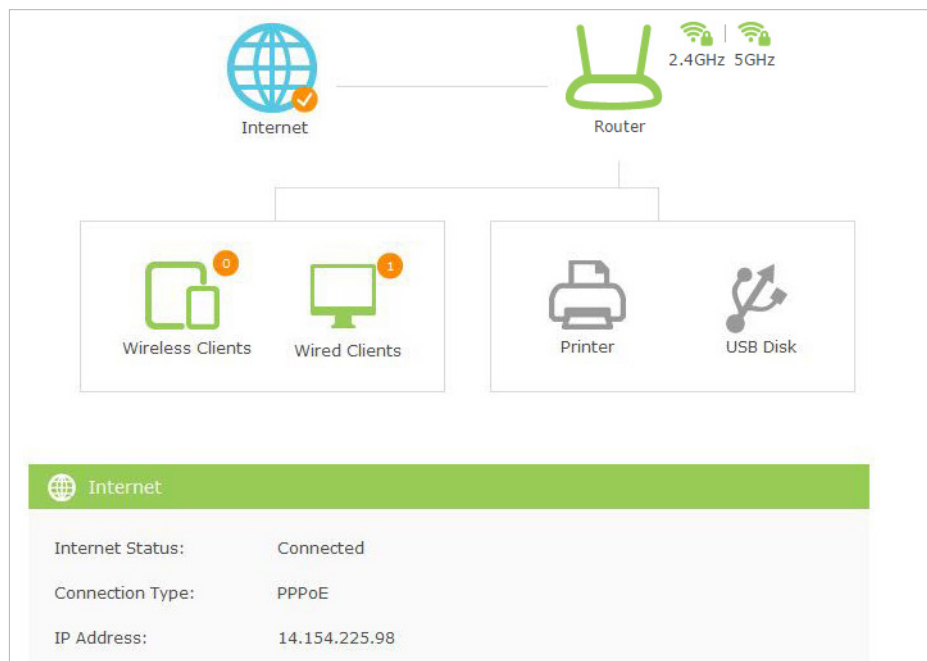 2.4GHz | 5GHz
Internet
Router
0
1
Wireless Clients
Wired Clients
Printer
USB Disk
Internet
Internet Status: Connected
Connection Type: PPPoE
IP Address: 14.154.225.98